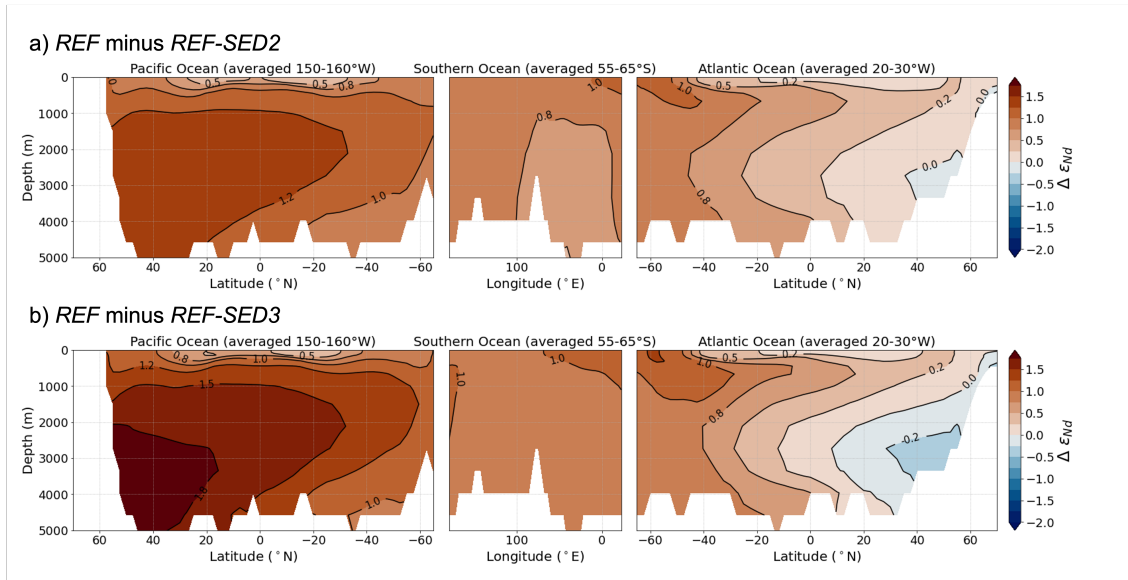 a) REF minus REF-SED2
Pacific Ocean (averaged 150-160°W)
Southern Ocean (averaged 55-65°S)
Atlantic Ocean (averaged 20-30°W)
Depth (m)
0
1000
2000
3000
4000
5000
0.5
0.8
1.2
1.0
60 40 20 0 −20 −40 −60
Latitude (°N)
1.0
0.8
100 0
Longitude (°E)
0.2
0.5
1.0
0.2
0.0
0.0
0.8
−60 −40 −20 0 20 40 60
Latitude (°N)
1.5
1.0
0.5
0.0
−0.5
−1.0
−1.5
−2.0
Δ εNd
b) REF minus REF-SED3
Pacific Ocean (averaged 150-160°W)
Southern Ocean (averaged 55-65°S)
Atlantic Ocean (averaged 20-30°W)
Depth (m)
0
1000
2000
3000
4000
5000
0.8
1.0
0.5
1.2
1.5
1.8
1.0
60 40 20 0 −20 −40 −60
Latitude (°N)
1.0
1.0
100 0
Longitude (°E)
0.2
0.5
1.0
0.2
0.0
0.8
−0.2
−60 −40 −20 0 20 40 60
Latitude (°N)
1.5
1.0
0.5
0.0
−0.5
−1.0
−1.5
−2.0
Δ εNd